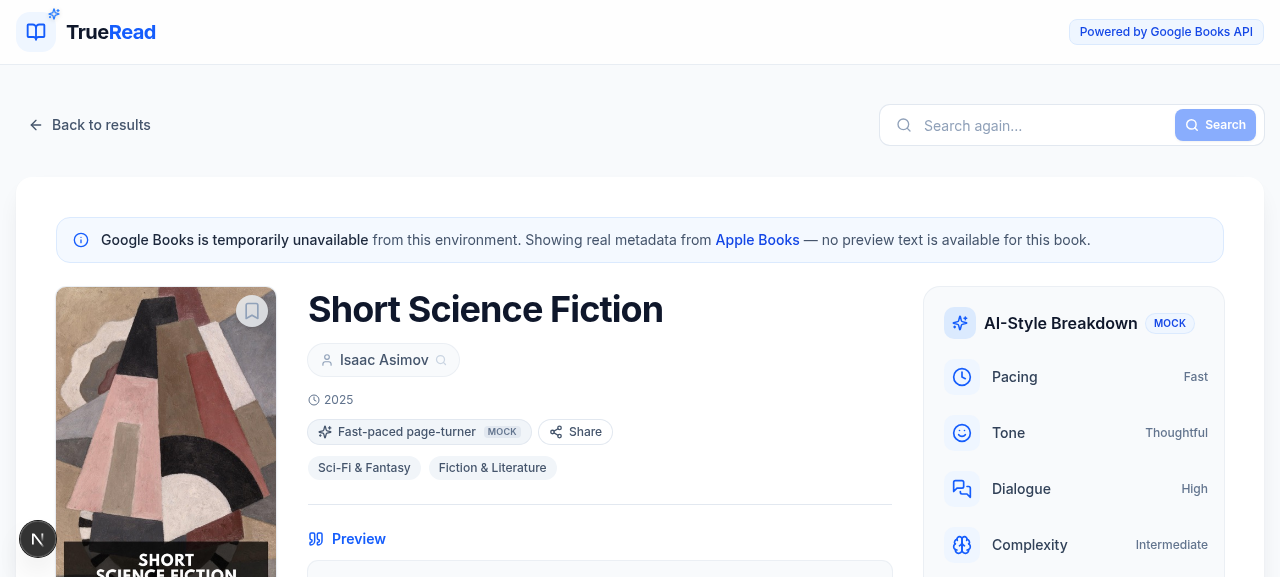 TrueRead
Powered by Google Books API
Back to results
Search again...
Search
Google Books is temporarily unavailable from this environment. Showing real metadata from Apple Books — no preview text is available for this book.
Short Science Fiction
Isaac Asimov
2025
Fast-paced page-turner MOCK
Share
Sci-Fi & Fantasy
Fiction & Literature
Preview
AI-Style Breakdown MOCK
Pacing Fast
Tone Thoughtful
Dialogue High
Complexity Intermediate
SHORT
SCIENCE FICTION
N